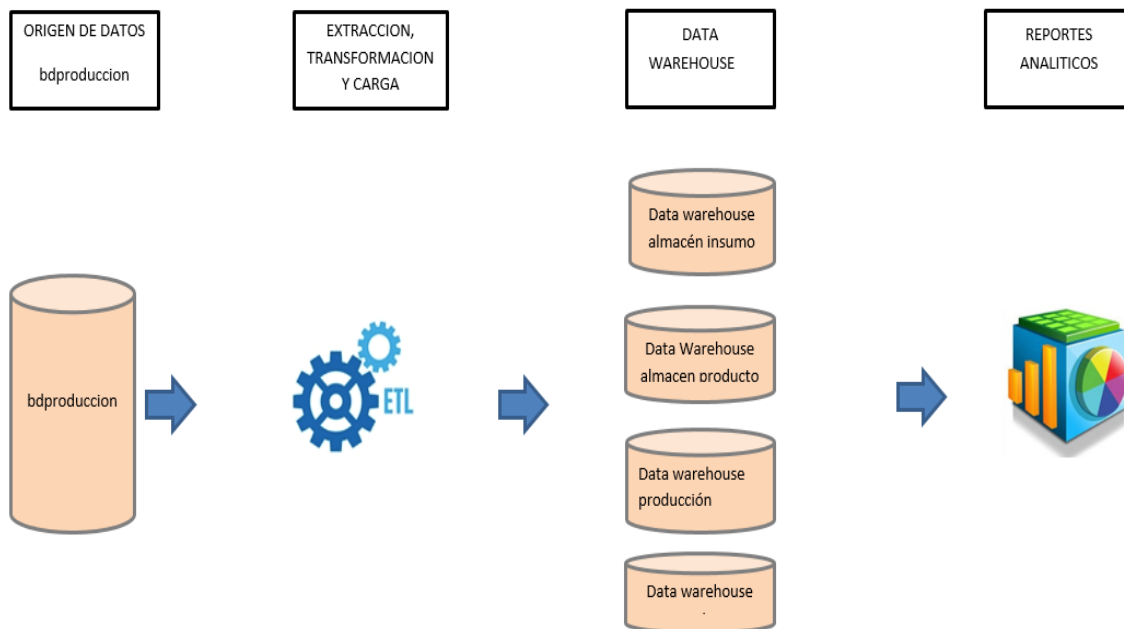 ORIGEN DE DATOS
bdproduccion
EXTRACCION,
TRANSFORMACION
Y CARGA
DATA
WAREHOUSE
REPORTES
ANALITICOS
Data warehouse
almacén insumo
bdproduccion
ETL
Data Warehouse
almacen producto
Data warehouse
producción
Data warehouse